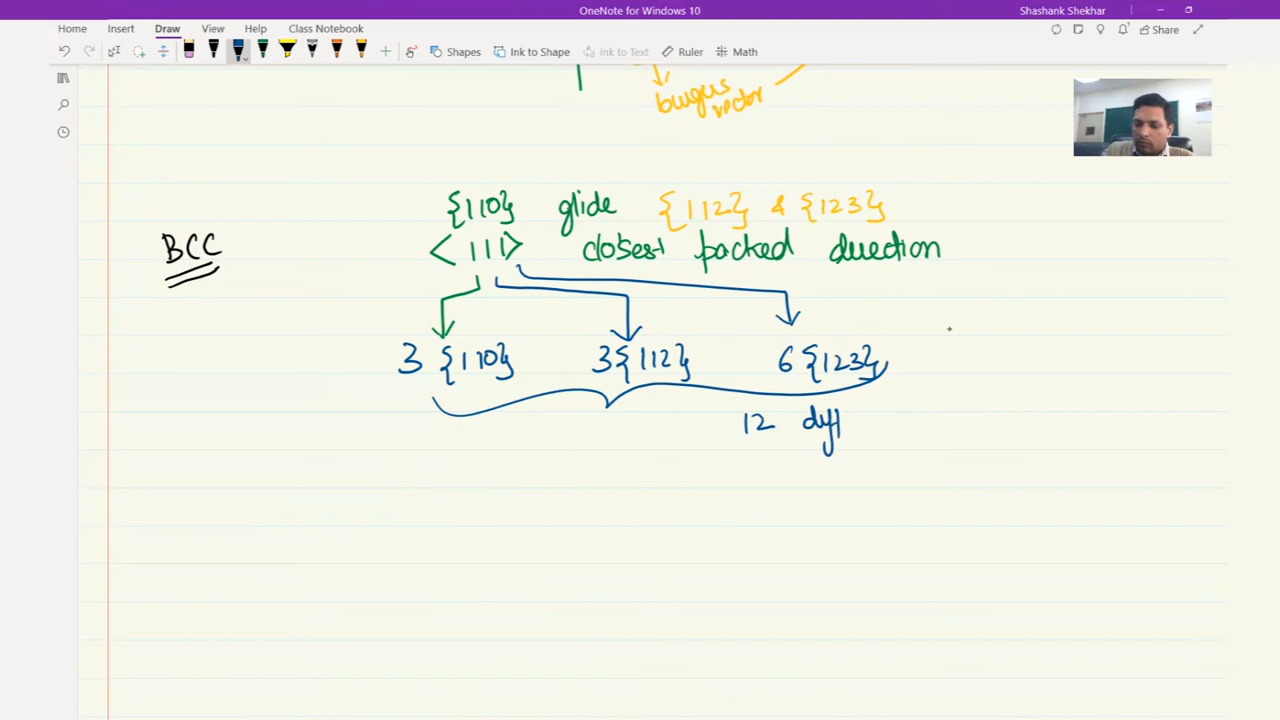 OneNote for Windows 10
Shashank Shekhar
Home Insert Draw View Help Class Notebook
Share
Shapes Ink to Shape Ink to Text Ruler Math
burgus
vector
{110} glide {112} & {123}
BCC
<111> closest packed direction
3 {110} 3{112} 6{123}
12 dyf